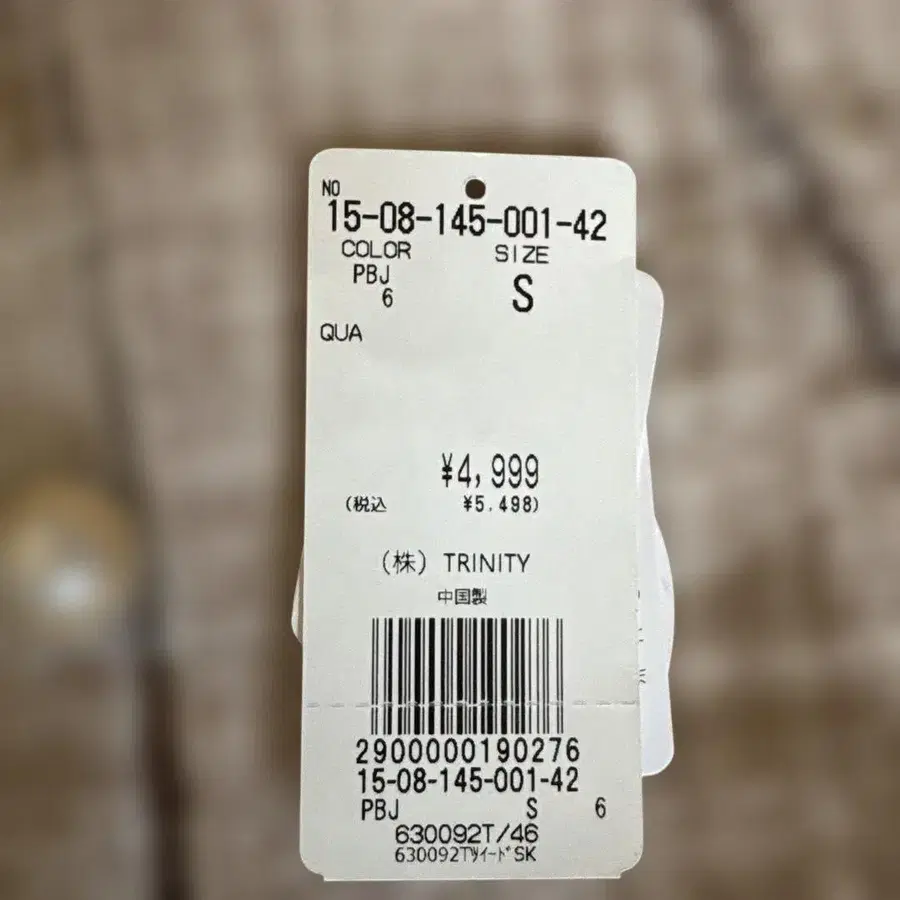 NO
15-08-145-001-42
COLOR SIZE
PBJ
6 S
QUA
¥4,999
(税込 ¥5,498)
(株) TRINITY
中国製
2900000190276
15-08-145-001-42
PBJ S 6
630092T/46
630092TﾂｲｰﾄﾞSK